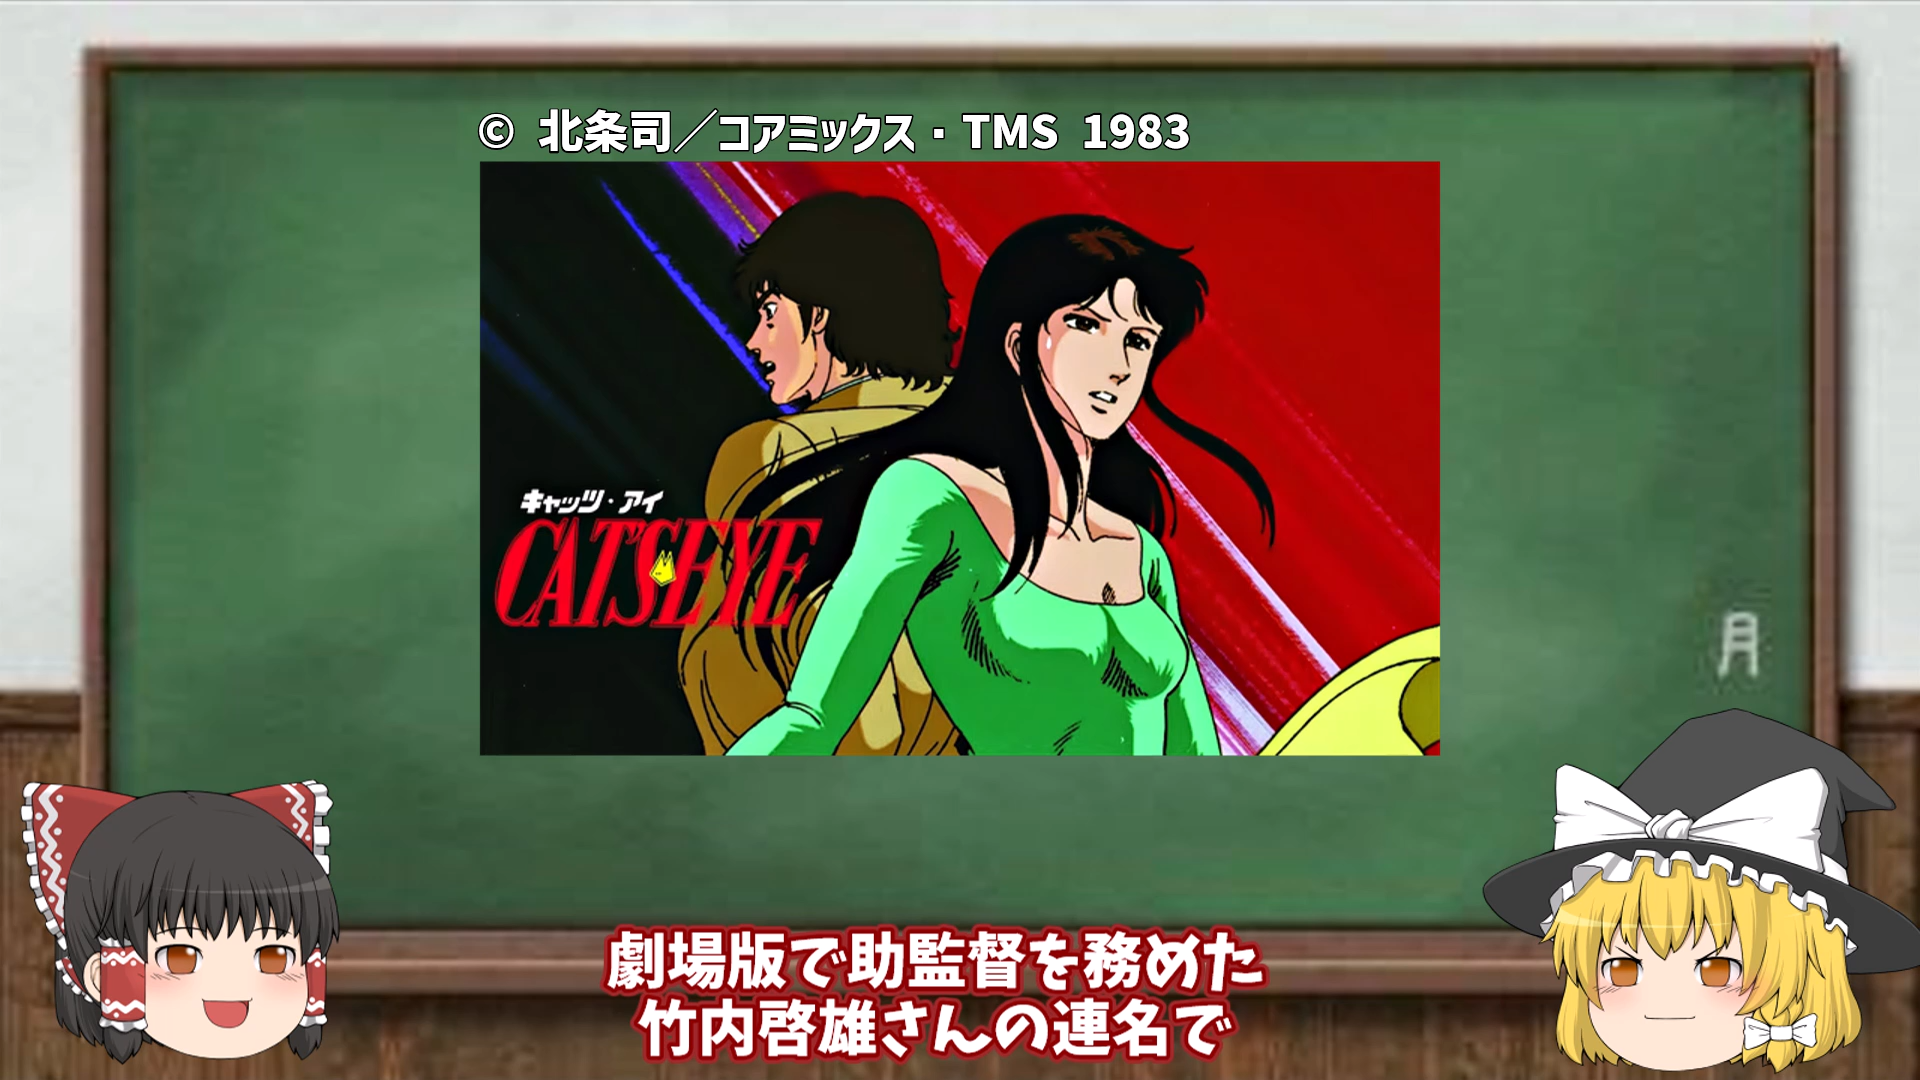 © 北条司／コアミックス・TMS 1983
キャッツ・アイ
CAT'S EYE
月
劇場版で助監督を務めた
竹内啓雄さんの連名で